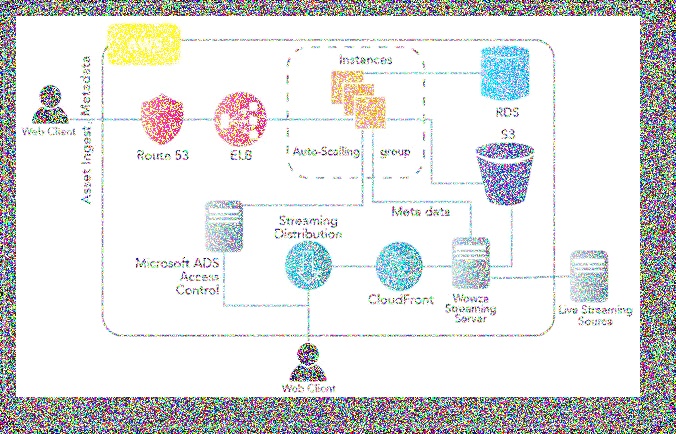 AWS
Instances
Asset Ingest & Metadata
Web Client
Route 53
ELB
Auto-Scaling group
RDS
S3
Meta data
Streaming
Distribution
Microsoft ADS
Access
Control
CloudFront
Wowza
Streaming
Server
Live Streaming
Source
Web Client